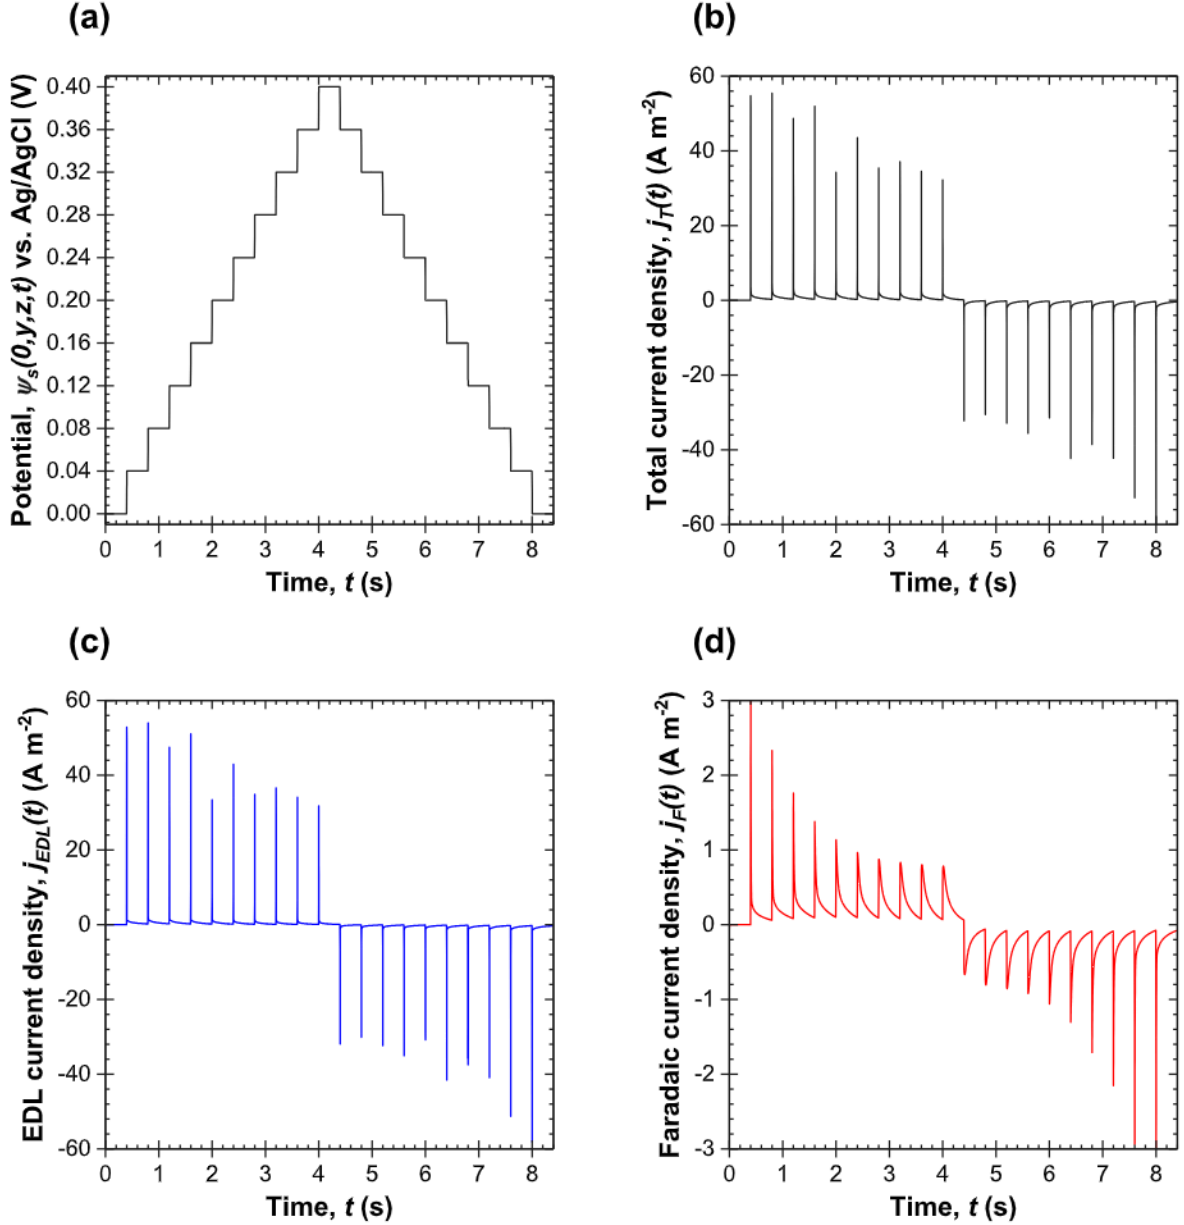 (a)
Potential, ψs(0,y,z,t) vs. Ag/AgCl (V)
0.40
0.36
0.32
0.28
0.24
0.20
0.16
0.12
0.08
0.04
0.00
0 1 2 3 4 5 6 7 8
Time, t (s)
(b)
Total current density, jT(t) (A m-2)
60
40
20
0
-20
-40
-60
0 1 2 3 4 5 6 7 8
Time, t (s)
(c)
EDL current density, jEDL(t) (A m-2)
60
40
20
0
-20
-40
-60
0 1 2 3 4 5 6 7 8
Time, t (s)
(d)
Faradaic current density, jF(t) (A m-2)
3
2
1
0
-1
-2
-3
0 1 2 3 4 5 6 7 8
Time, t (s)